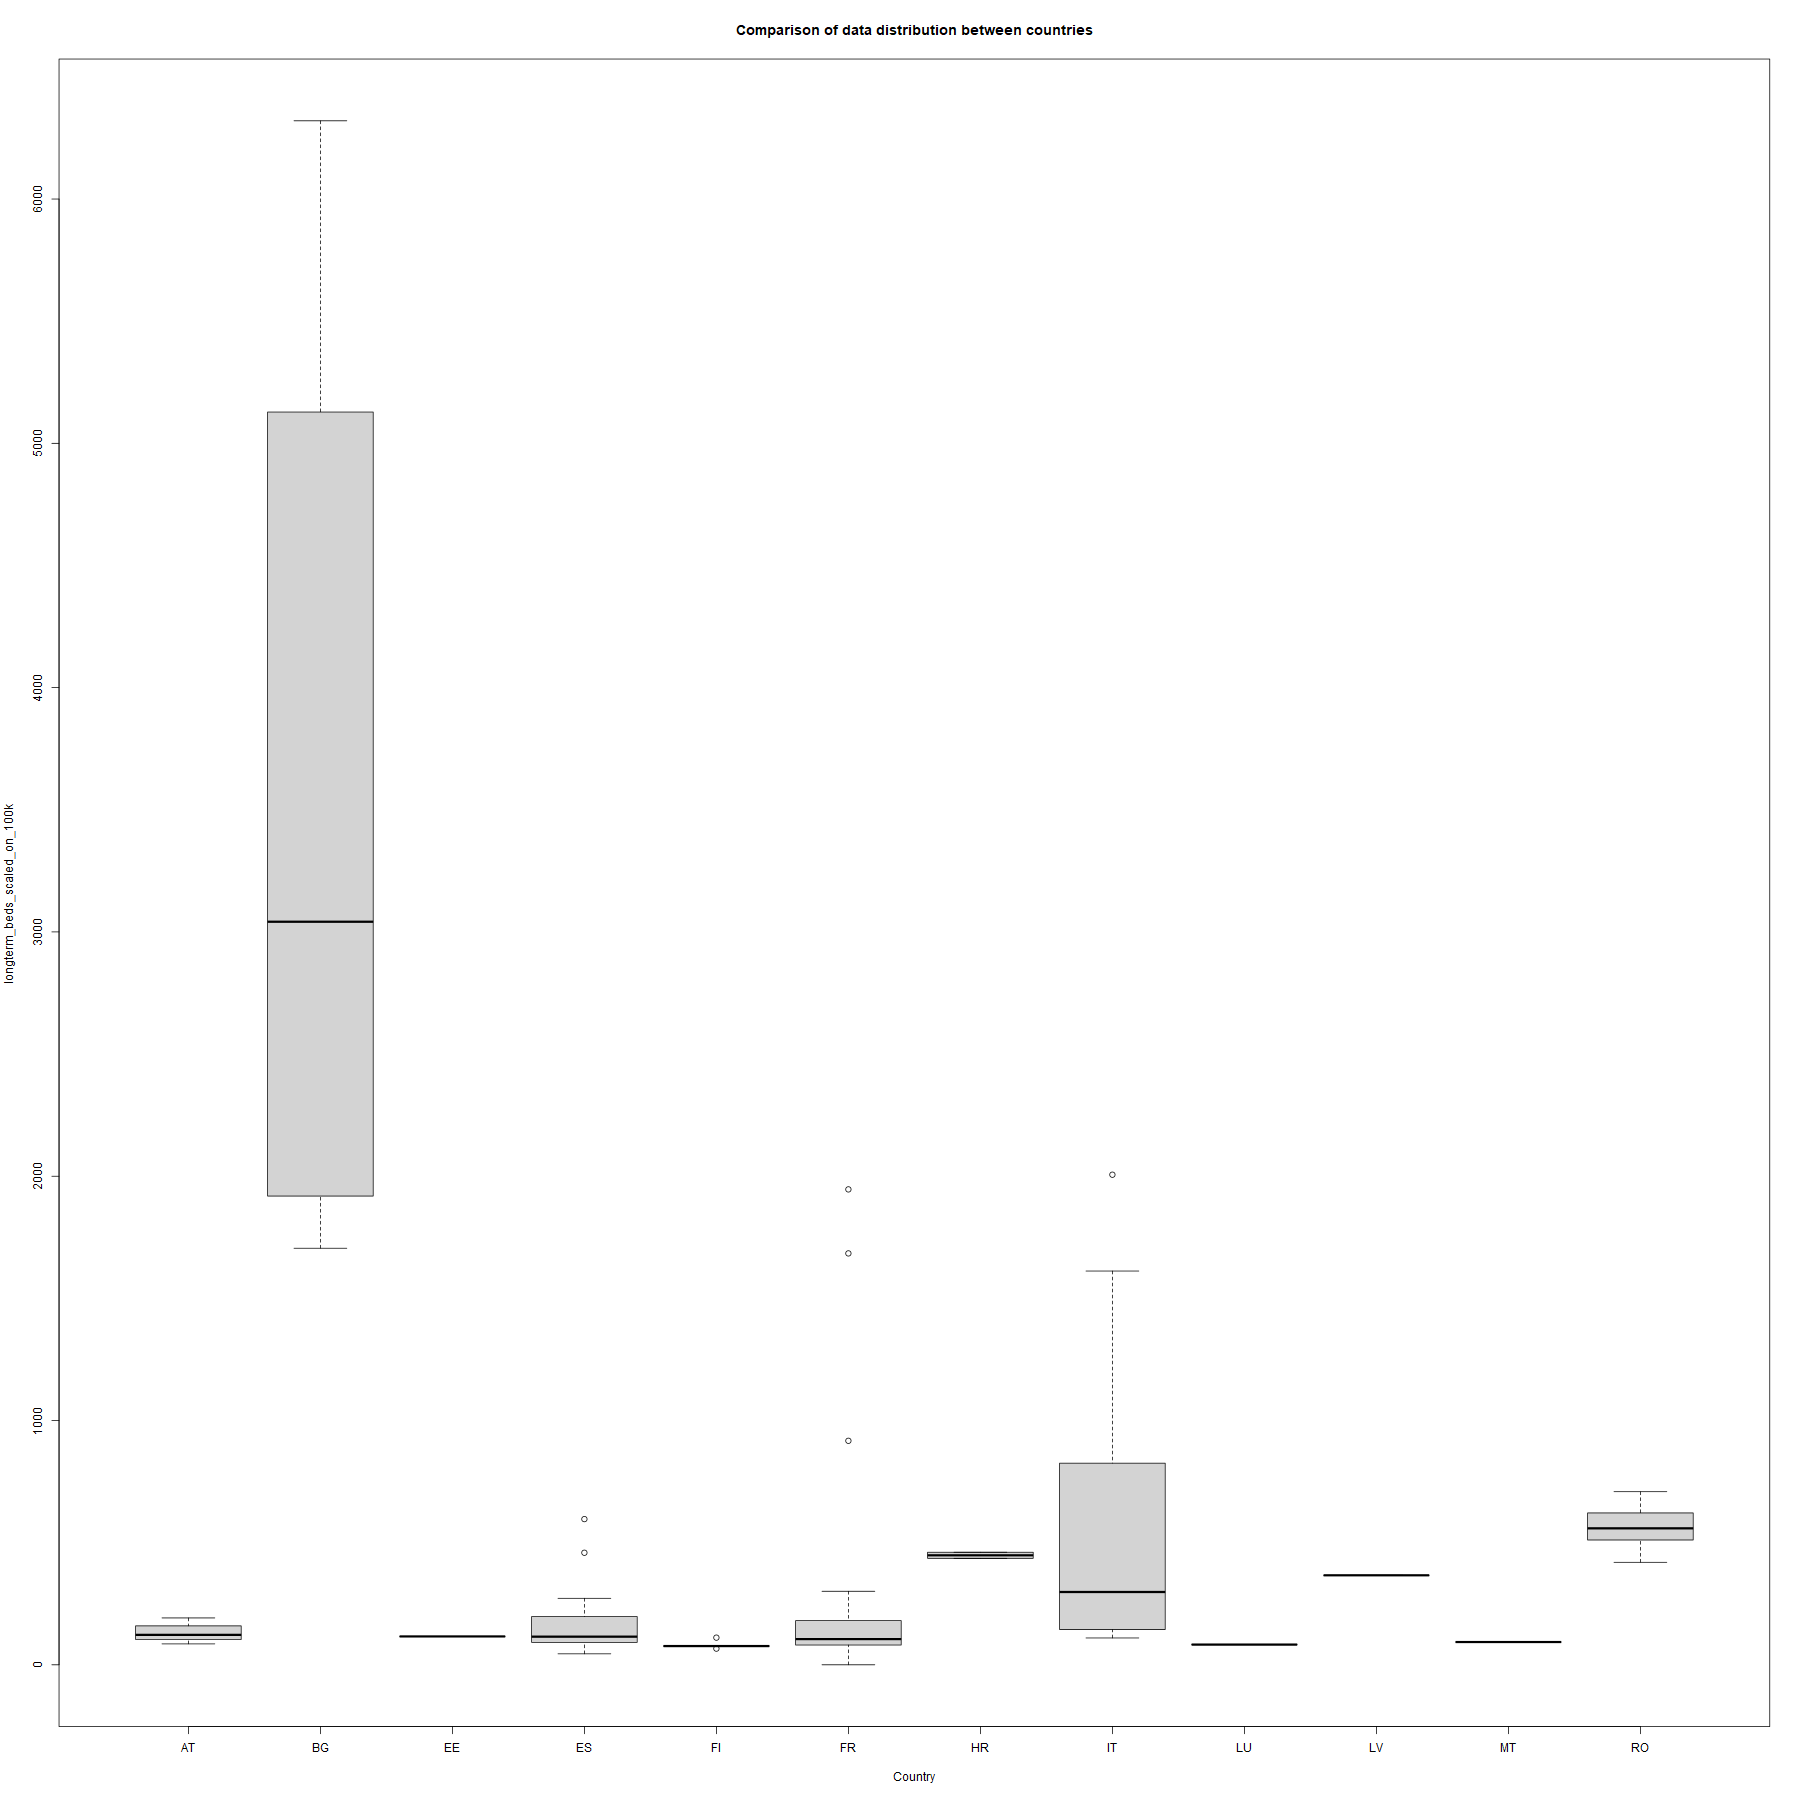 Comparison of data distribution between countries
longterm_beds_scaled_on_100k
6000
5000
4000
3000
2000
1000
0
AT BG EE ES FI FR HR IT LU LV MT RO
Country